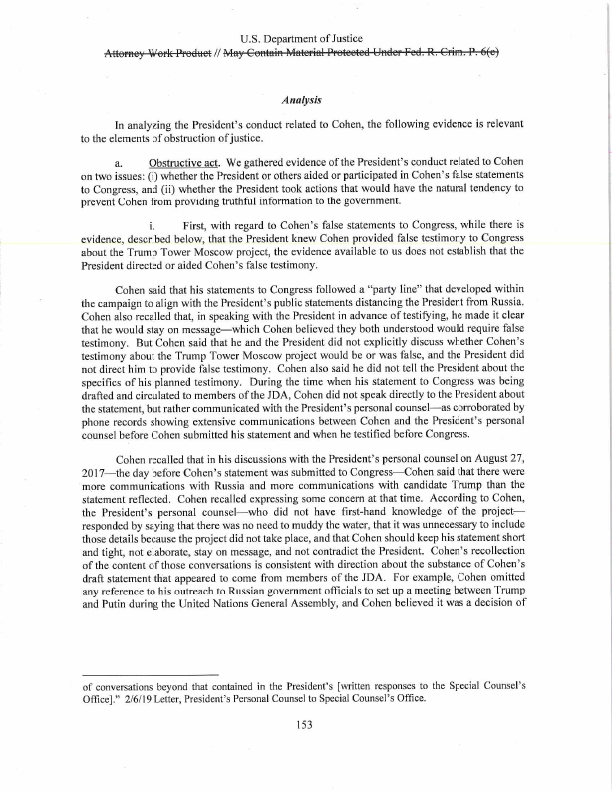 U.S. Department of Justice
Attorney Work Product // May Contain Material Protected Under Fed. R. Crim. P. 6(e)
Analysis
In analyzing the President's conduct related to Cohen, the following evidence is relevant
to the elements of obstruction of justice.
a. Obstructive act. We gathered evidence of the President's conduct related to Cohen
on two issues: (i) whether the President or others aided or participated in Cohen's false statements
to Congress, and (ii) whether the President took actions that would have the natural tendency to
prevent Cohen from providing truthful information to the government.
i. First, with regard to Cohen's false statements to Congress, while there is
evidence, described below, that the President knew Cohen provided false testimony to Congress
about the Trump Tower Moscow project, the evidence available to us does not establish that the
President directed or aided Cohen's false testimony.
Cohen said that his statements to Congress followed a "party line" that developed within
the campaign to align with the President's public statements distancing the President from Russia.
Cohen also recalled that, in speaking with the President in advance of testifying, he made it clear
that he would stay on message—which Cohen believed they both understood would require false
testimony. But Cohen said that he and the President did not explicitly discuss whether Cohen's
testimony about the Trump Tower Moscow project would be or was false, and the President did
not direct him to provide false testimony. Cohen also said he did not tell the President about the
specifics of his planned testimony. During the time when his statement to Congress was being
drafted and circulated to members of the JDA, Cohen did not speak directly to the President about
the statement, but rather communicated with the President's personal counsel—as corroborated by
phone records showing extensive communications between Cohen and the President's personal
counsel before Cohen submitted his statement and when he testified before Congress.
Cohen recalled that in his discussions with the President's personal counsel on August 27,
2017—the day before Cohen's statement was submitted to Congress—Cohen said that there were
more communications with Russia and more communications with candidate Trump than the
statement reflected. Cohen recalled expressing some concern at that time. According to Cohen,
the President's personal counsel—who did not have first-hand knowledge of the project—
responded by saying that there was no need to muddy the water, that it was unnecessary to include
those details because the project did not take place, and that Cohen should keep his statement short
and tight, not elaborate, stay on message, and not contradict the President. Cohen's recollection
of the content of those conversations is consistent with direction about the substance of Cohen's
draft statement that appeared to come from members of the JDA. For example, Cohen omitted
any reference to his outreach to Russian government officials to set up a meeting between Trump
and Putin during the United Nations General Assembly, and Cohen believed it was a decision of
of conversations beyond that contained in the President's [written responses to the Special Counsel's
Office]." 2/6/19 Letter, President's Personal Counsel to Special Counsel's Office.
153